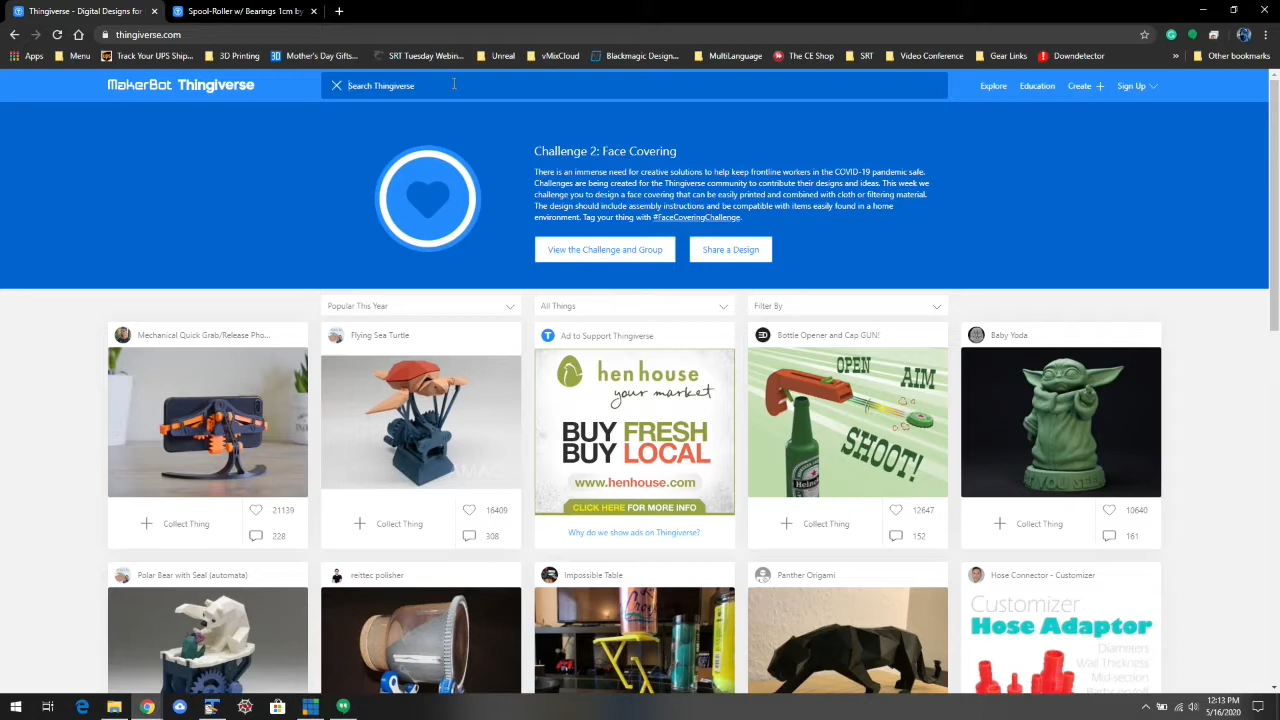 Thingiverse - Digital Designs for
Spool-Roller w/ Bearings 1cm by
thingiverse.com
Apps
Menu
Track Your UPS Ship...
3D Printing
Mother's Day Gifts...
SRT Tuesday Webin...
Unreal
vMixCloud
Blackmagic Design...
MultiLanguage
The CE Shop
SRT
Video Conference
Gear Links
Downdetector
»
Other bookmarks
MakerBot Thingiverse
Search Thingiverse
Explore
Education
Create
Sign Up
Challenge 2: Face Covering
There is an immense need for creative solutions to help keep frontline workers in the COVID-19 pandemic safe.
Challenges are being created for the Thingiverse community to contribute their designs and ideas. This week we
challenge you to design a face covering that can be easily printed and combined with cloth or filtering material.
The design should include assembly instructions and be compatible with items easily found in a home
environment. Tag your thing with #FaceCoveringChallenge.
View the Challenge and Group
Share a Design
Popular This Year
All Things
Filter By
Mechanical Quick Grab/Release Pho...
Flying Sea Turtle
Ad to Support Thingiverse
Bottle Opener and Cap GUN!
Baby Yoda
hen house
your market
BUY FRESH
BUY LOCAL
www.henhouse.com
CLICK HERE FOR MORE INFO
OPEN
AIM
SHOOT!
Heineken
Collect Thing
21139
228
Collect Thing
16409
308
Why do we show ads on Thingiverse?
Collect Thing
12647
152
Collect Thing
10640
161
Polar Bear with Seal (automata)
reittec polisher
Impossible Table
Panther Origami
Hose Connector - Customizer
Customizer
Hose Adaptor
Diameters
Wall Thickness
Mid-section
12:13 PM
5/16/2020